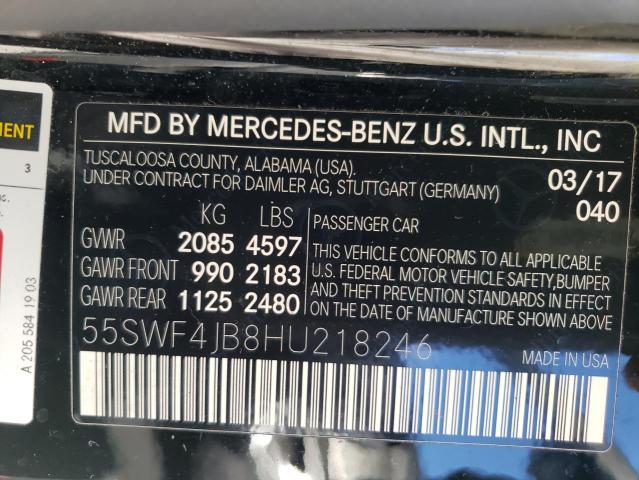 MFD BY MERCEDES-BENZ U.S. INTL., INC
TUSCALOOSA COUNTY, ALABAMA (USA).
UNDER CONTRACT FOR DAIMLER AG, STUTTGART (GERMANY)
03/17
040
KG LBS
GVWR 2085 4597
GAWR FRONT 990 2183
GAWR REAR 1125 2480
PASSENGER CAR
THIS VEHICLE CONFORMS TO ALL APPLICABLE
U.S. FEDERAL MOTOR VEHICLE SAFETY, BUMPER
AND THEFT PREVENTION STANDARDS IN EFFECT
ON THE DATE OF MANUFACTURE SHOWN ABOVE.
55SWF4JB8HU218246
MADE IN USA
3
A 205 584 19 03